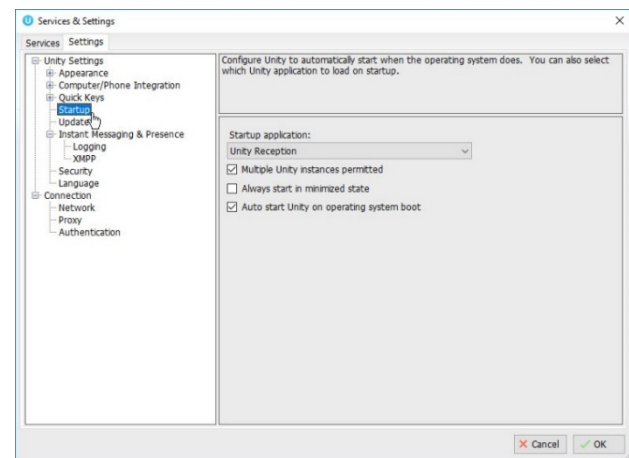 Services & Settings
Services Settings
Unity Settings
Appearance
Computer/Phone Integration
Quick Keys
Startup
Update
Instant Messaging & Presence
Logging
XMPP
Security
Language
Connection
Network
Proxy
Authentication
Configure Unity to automatically start when the operating system does. You can also select
which Unity application to load on startup.
Startup application:
Unity Reception
Multiple Unity instances permitted
Always start in minimized state
Auto start Unity on operating system boot
Cancel OK